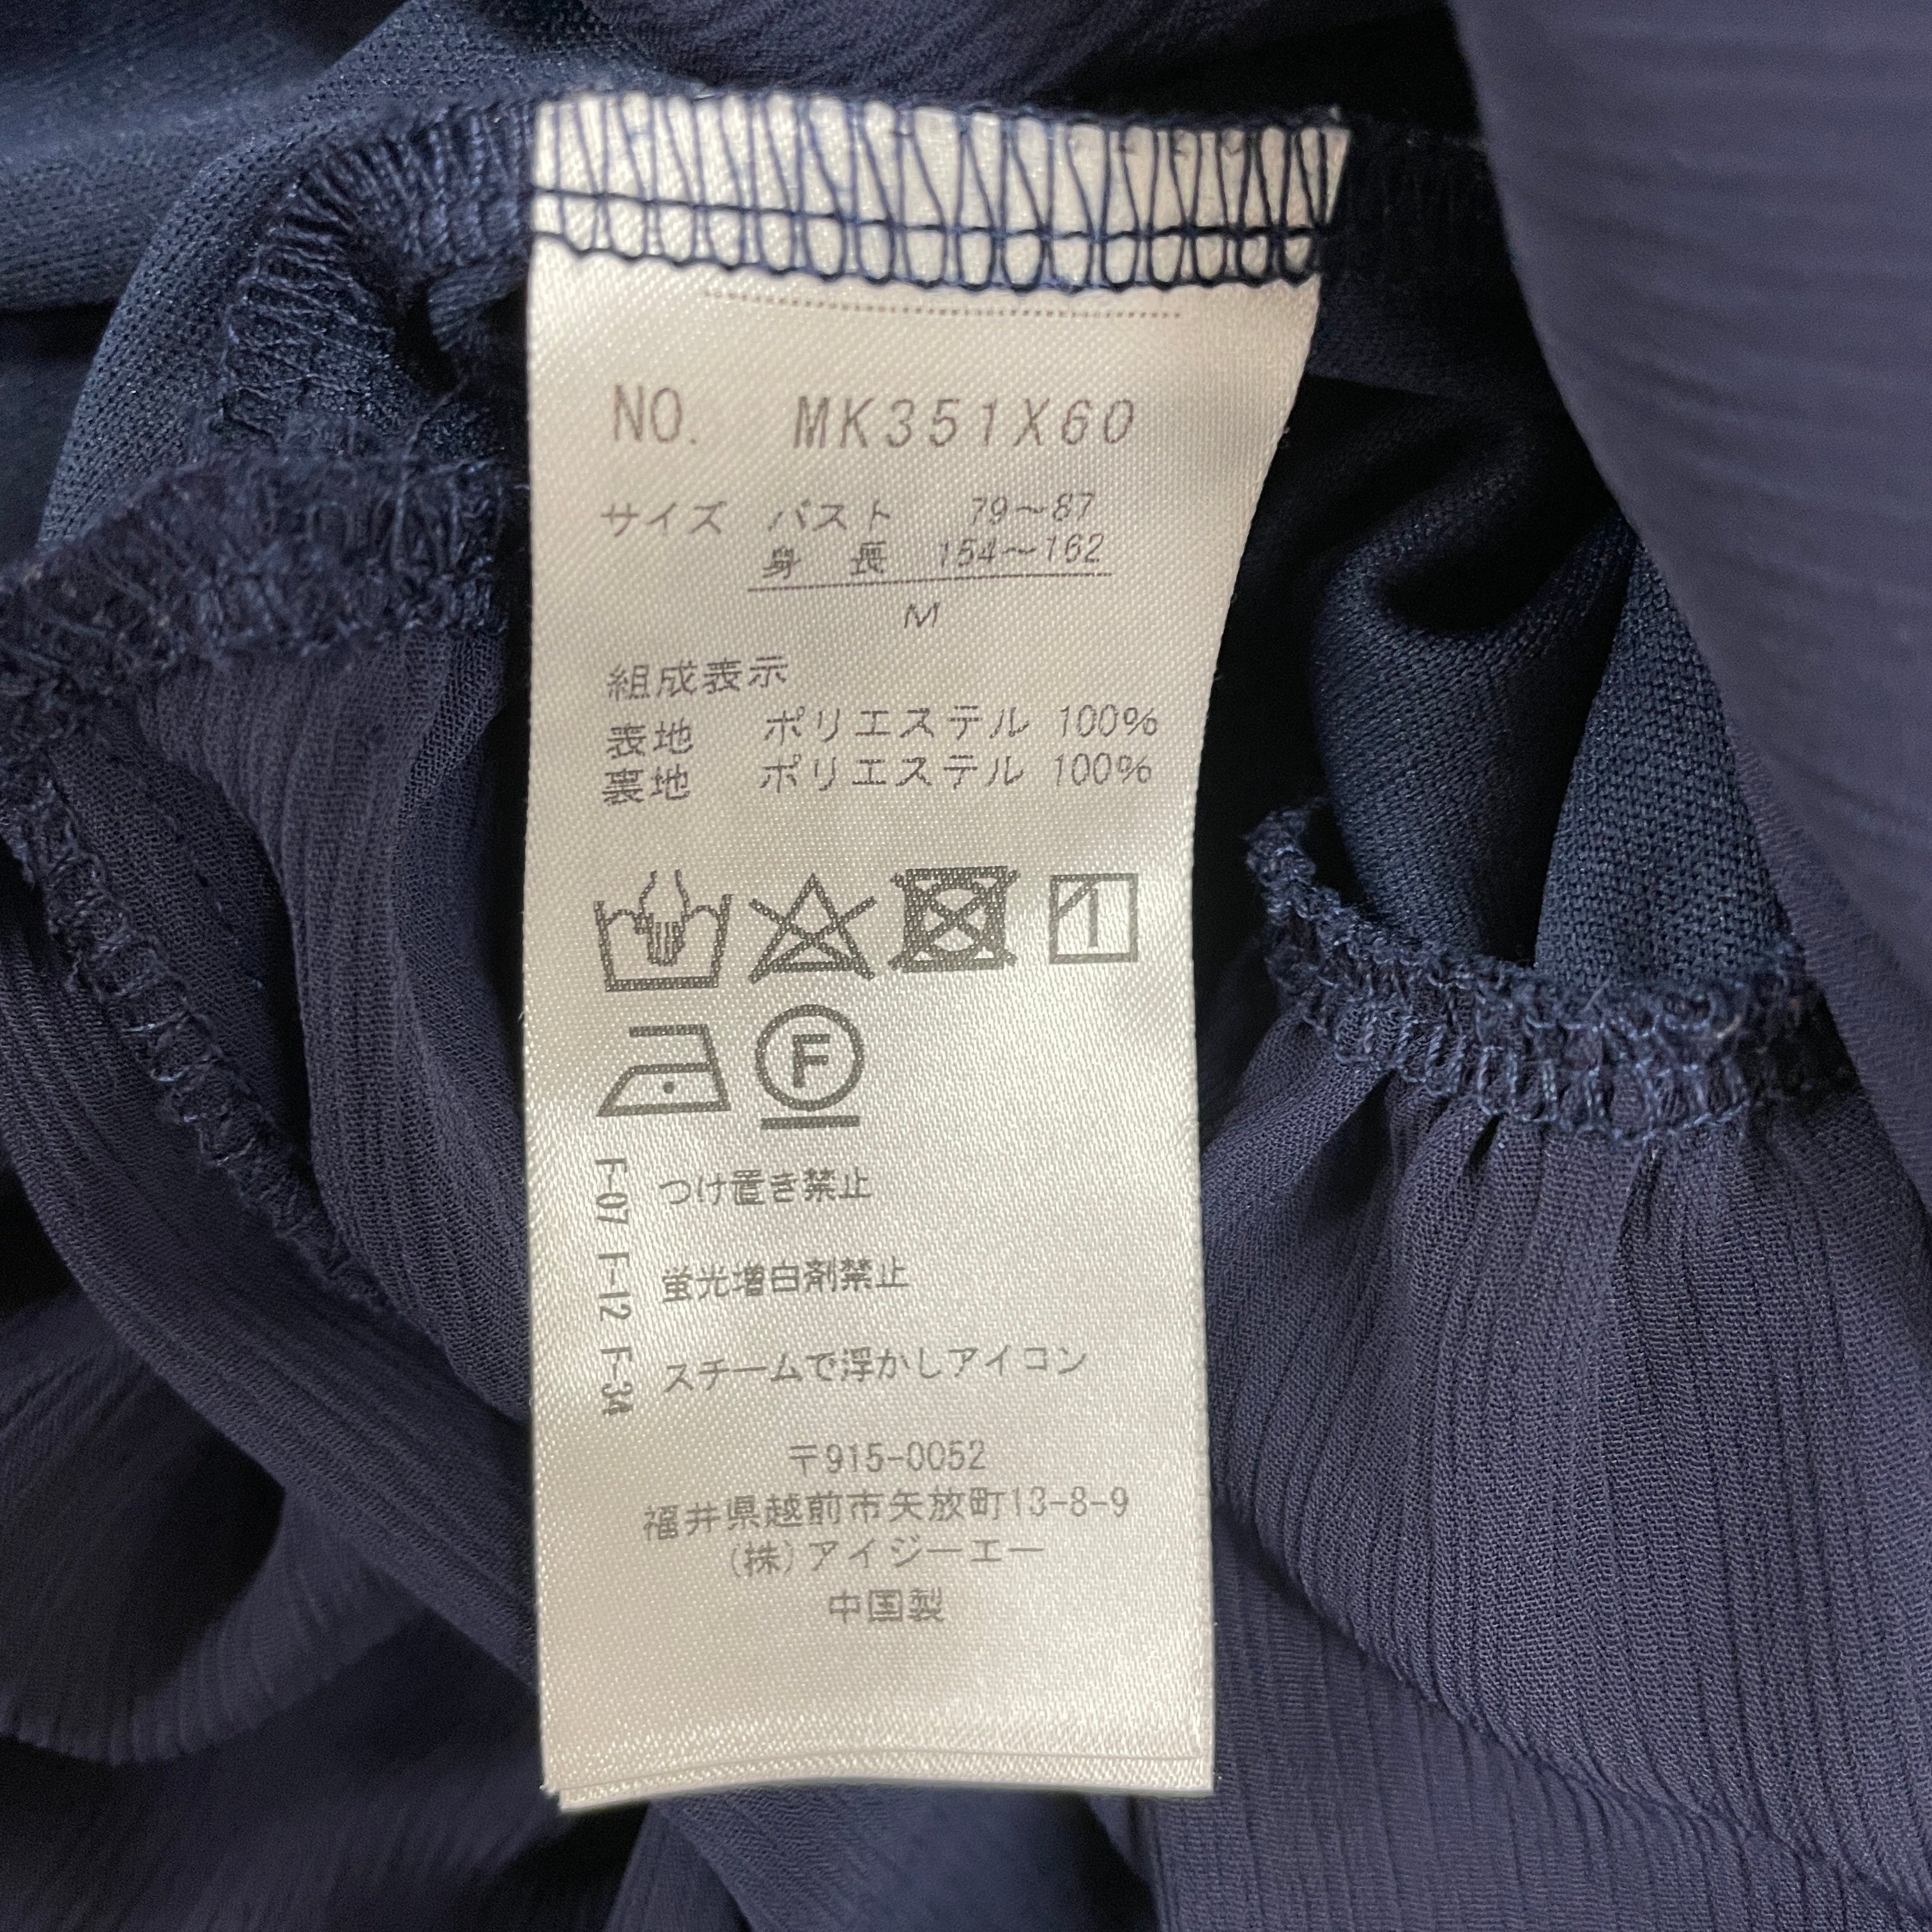 NO. MK351X60
サイズ バスト 79～87
身長 154～162
M
組成表示
表地 ポリエステル 100%
裏地 ポリエステル 100%
F
F-07 F-12 F-34
つけ置き禁止
蛍光増白剤禁止
スチームで浮かしアイコン
〒915-0052
福井県越前市矢放町13-8-9
(株)アイジーエー
中国製